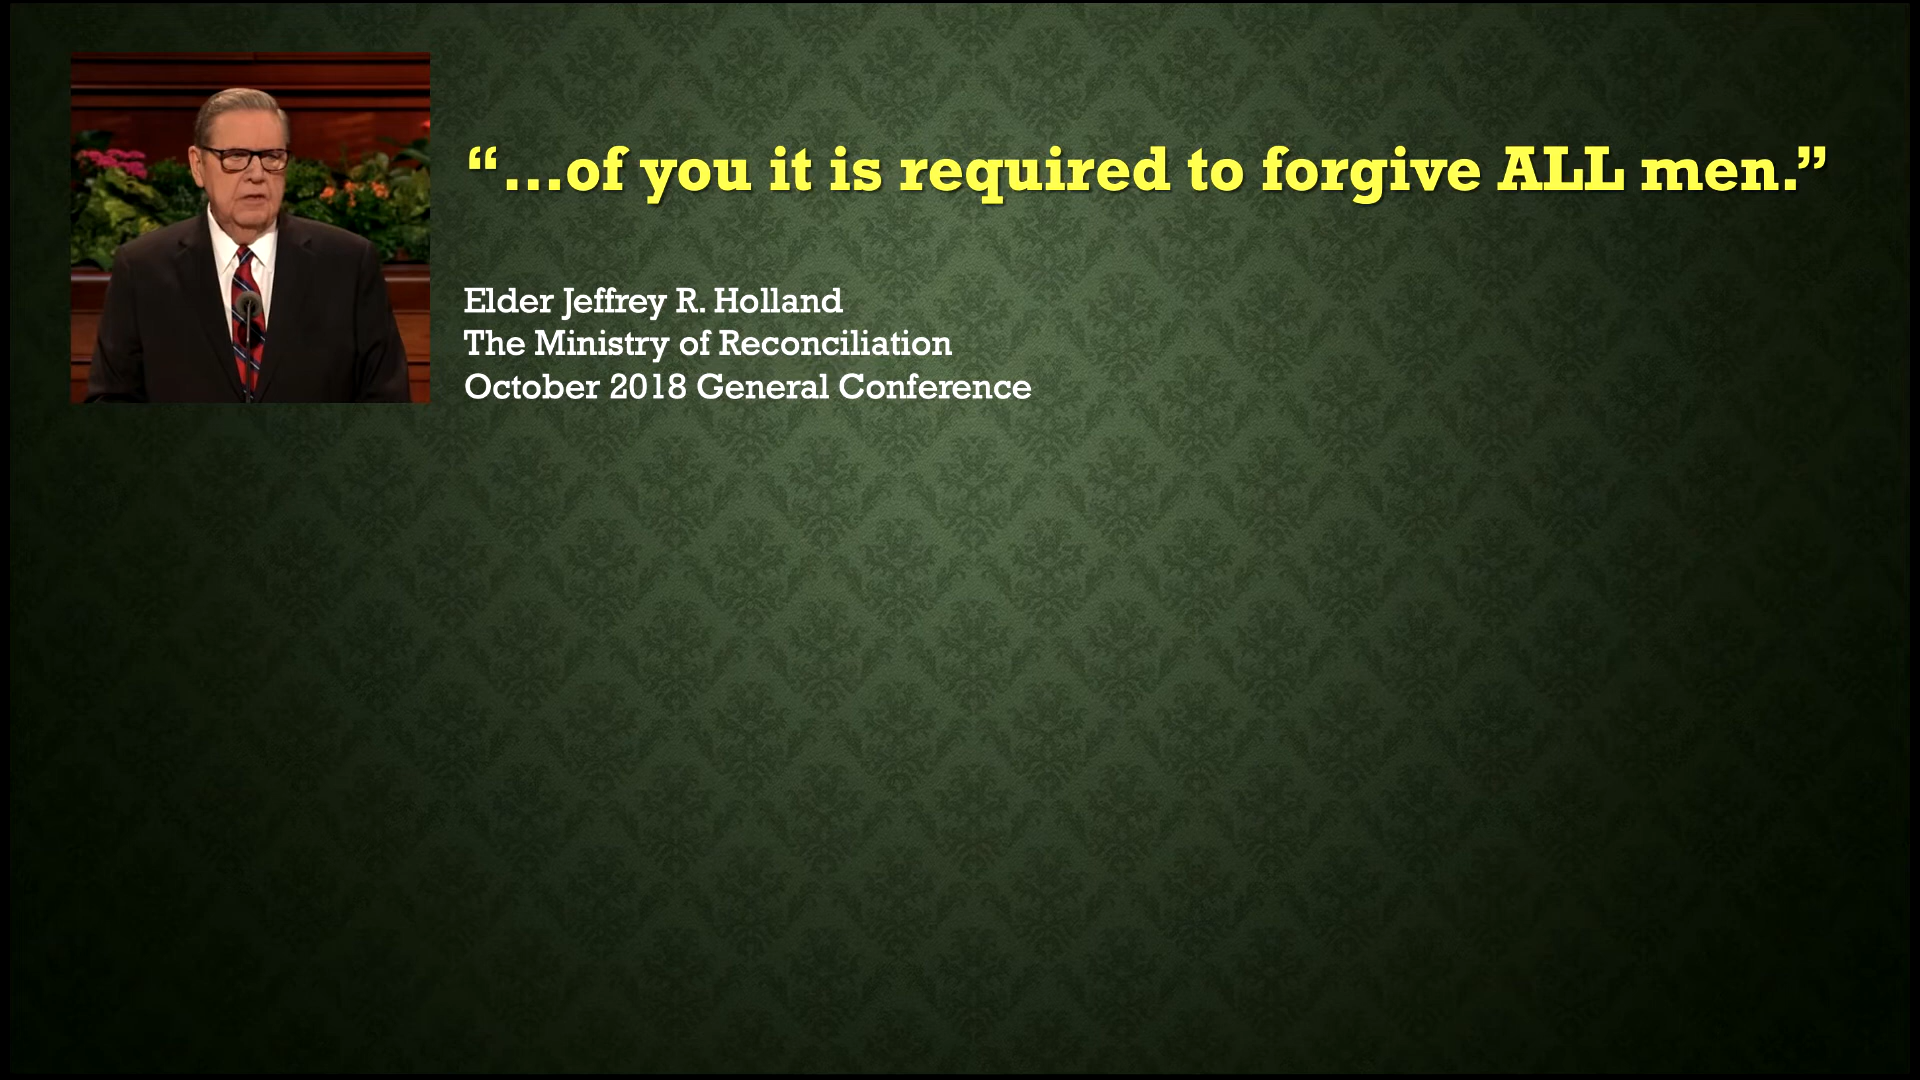 “…of you it is required to forgive ALL men.”
Elder Jeffrey R. Holland
The Ministry of Reconciliation
October 2018 General Conference